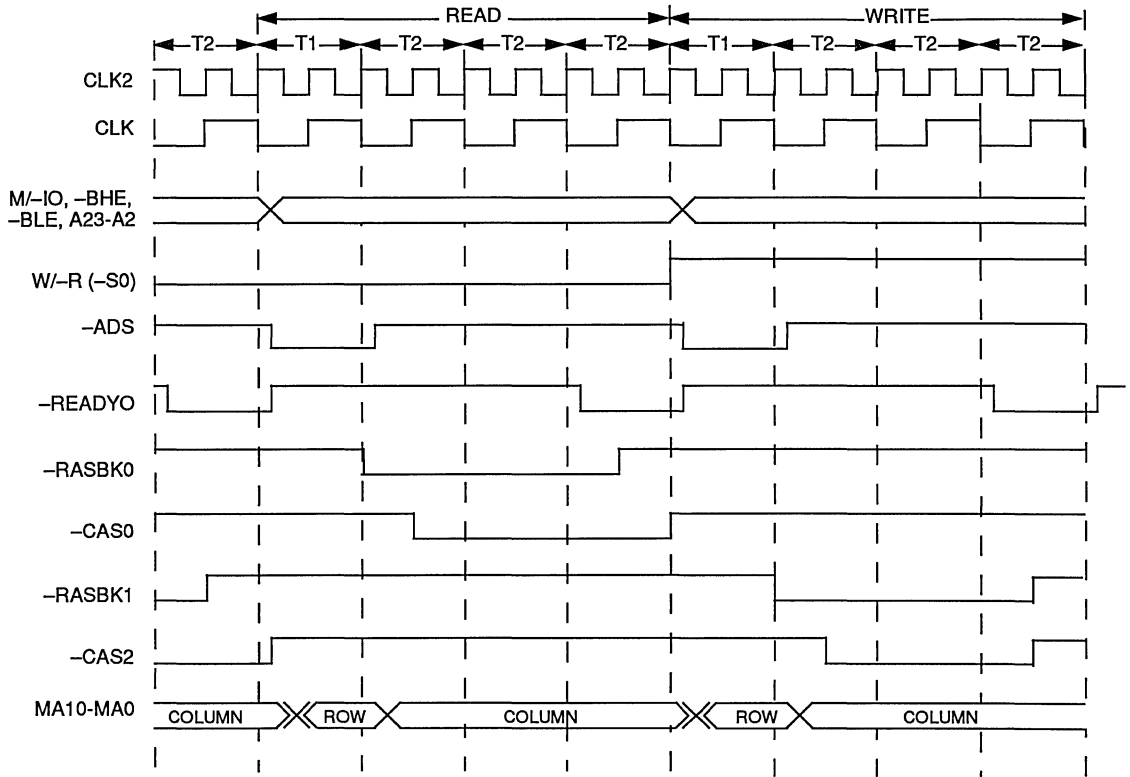 READ WRITE
T2 T1 T2 T2 T2 T1 T2 T2 T2
CLK2
CLK
M/–IO, –BHE,
–BLE, A23-A2
W/–R (–S0)
–ADS
–READYO
–RASBK0
–CAS0
–RASBK1
–CAS2
MA10-MA0
COLUMN ROW COLUMN ROW COLUMN